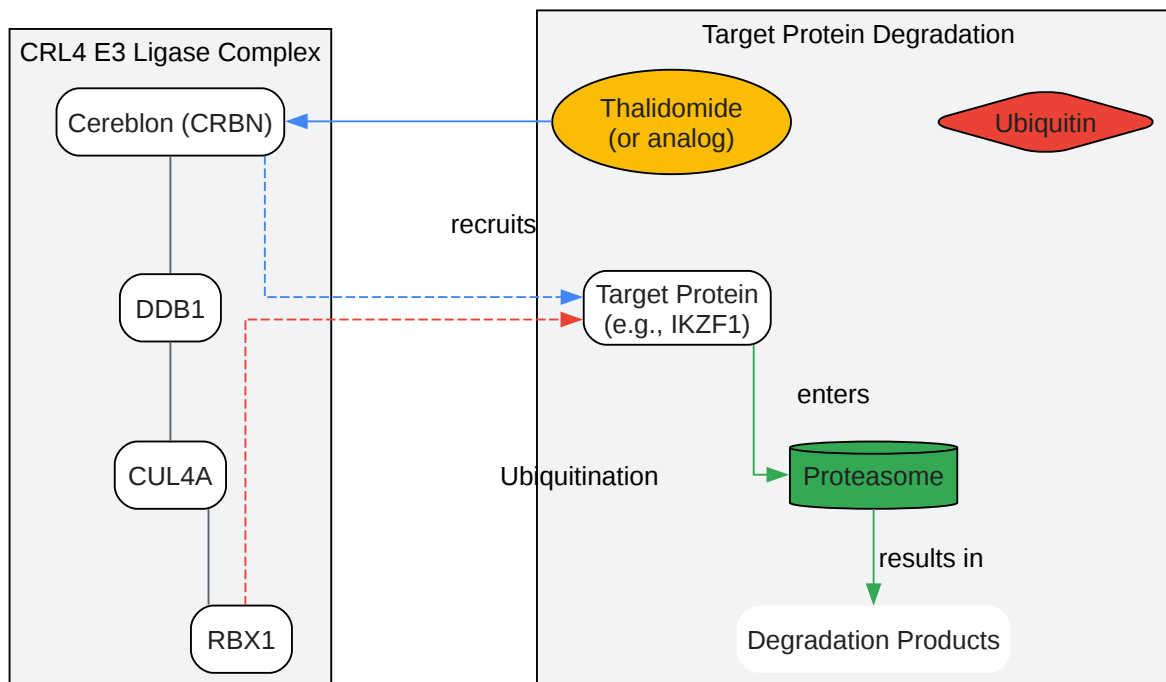 CRL4 E3 Ligase Complex
Cereblon (CRBN)
DDB1
CUL4A
RBX1
recruits
Ubiquitination
Target Protein Degradation
Thalidomide
(or analog)
Ubiquitin
Target Protein
(e.g., IKZF1)
enters
Proteasome
results in
Degradation Products